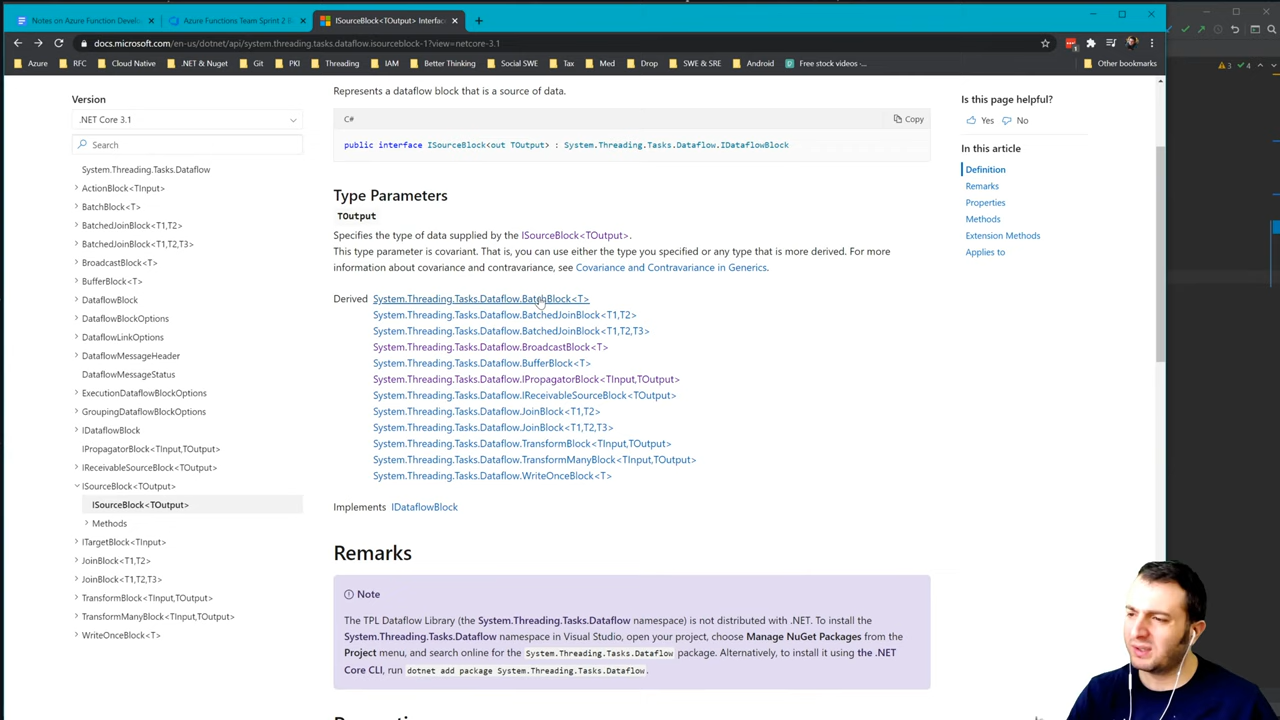 Notes on Azure Function Develo
Azure Functions Team Sprint 2 R
ISourceBlock<TOutput> Interface
docs.microsoft.com/en-us/dotnet/api/system.threading.tasks.dataflow.isourceblock-1?view=netcore-3.1
Azure
RFC
Cloud Native
.NET & Nuget
Git
PKI
Threading
IAM
Better Thinking
Social SWE
Tax
Med
Drop
SWE & SRE
Android
Free stock videos -...
Other bookmarks
3
4
Version
.NET Core 3.1
Search
System.Threading.Tasks.Dataflow
ActionBlock<TInput>
BatchBlock<T>
BatchedJoinBlock<T1,T2>
BatchedJoinBlock<T1,T2,T3>
BroadcastBlock<T>
BufferBlock<T>
DataflowBlock
DataflowBlockOptions
DataflowLinkOptions
DataflowMessageHeader
DataflowMessageStatus
ExecutionDataflowBlockOptions
GroupingDataflowBlockOptions
IDataflowBlock
IPropagatorBlock<TInput,TOutput>
IReceivableSourceBlock<TOutput>
ISourceBlock<TOutput>
ISourceBlock<TOutput>
Methods
ITargetBlock<TInput>
JoinBlock<T1,T2>
JoinBlock<T1,T2,T3>
TransformBlock<TInput,TOutput>
TransformManyBlock<TInput,TOutput>
WriteOnceBlock<T>
Represents a dataflow block that is a source of data.
C#
Copy
public interface ISourceBlock<out TOutput> : System.Threading.Tasks.Dataflow.IDataflowBlock
Type Parameters
TOutput
Specifies the type of data supplied by the ISourceBlock<TOutput>.
This type parameter is covariant. That is, you can use either the type you specified or any type that is more derived. For more
information about covariance and contravariance, see Covariance and Contravariance in Generics.
Derived System.Threading.Tasks.Dataflow.BatchBlock<T>
System.Threading.Tasks.Dataflow.BatchedJoinBlock<T1,T2>
System.Threading.Tasks.Dataflow.BatchedJoinBlock<T1,T2,T3>
System.Threading.Tasks.Dataflow.BroadcastBlock<T>
System.Threading.Tasks.Dataflow.BufferBlock<T>
System.Threading.Tasks.Dataflow.IPropagatorBlock<TInput,TOutput>
System.Threading.Tasks.Dataflow.IReceivableSourceBlock<TOutput>
System.Threading.Tasks.Dataflow.JoinBlock<T1,T2>
System.Threading.Tasks.Dataflow.JoinBlock<T1,T2,T3>
System.Threading.Tasks.Dataflow.TransformBlock<TInput,TOutput>
System.Threading.Tasks.Dataflow.TransformManyBlock<TInput,TOutput>
System.Threading.Tasks.Dataflow.WriteOnceBlock<T>
Implements IDataflowBlock
Remarks
Note
The TPL Dataflow Library (the System.Threading.Tasks.Dataflow namespace) is not distributed with .NET. To install the
System.Threading.Tasks.Dataflow namespace in Visual Studio, open your project, choose Manage NuGet Packages from the
Project menu, and search online for the System.Threading.Tasks.Dataflow package. Alternatively, to install it using the .NET
Core CLI, run dotnet add package System.Threading.Tasks.Dataflow.
Is this page helpful?
Yes
No
In this article
Definition
Remarks
Properties
Methods
Extension Methods
Applies to